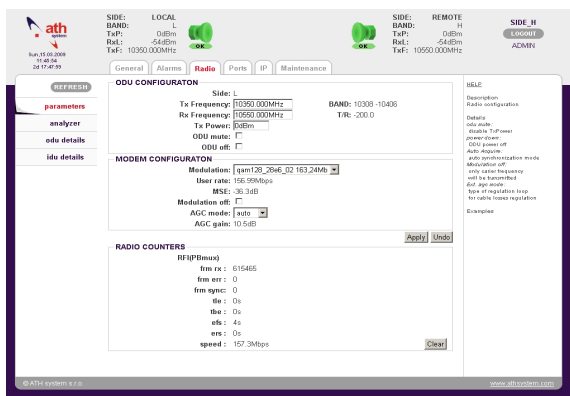 ath
system
Sun,15.03 2009
11:48:54
2d 17:47:59
SIDE: LOCAL
BAND: L
TxP: 0dBm
RxL: -54dBm
TxF: 10350.000MHz
OK
OK
SIDE: REMOTE
BAND: H
TxP: 0dBm
RxL: -54dBm
TxF: 10550.000MHz
SIDE_H
LOGOUT
ADMIN
General Alarms Radio Ports IP Maintenance
REFRESH
parameters
analyzer
odu details
idu details
ODU CONFIGURATON
Side: L
Tx Frequency: 10350.000MHz BAND: 10308 -10406
Rx Frequency: 10550.000MHz T/R: -200.0
Tx Power: 0dBm
ODU mute:
ODU off:
MODEM CONFIGURATON
Modulation: qam128_28e6_02 163,24Mb
User rate: 156.99Mbps
MSE: -36.3dB
Modulation off:
AGC mode: auto
AGC gain: 10.5dB
Apply Undo
RADIO COUNTERS
RFI(PBmux)
frm rx : 615465
frm err : 0
frm sync: 0
tle : 0s
tbe : 0s
efs : 4s
ers : 0s
speed : 157.3Mbps
Clear
HELP
Description
Radio configuration
Details
odu mute:
disable TxPower
powerdown:
ODU power off
Auto Acquire:
auto synchronization mode
Modulation off:
only carier frequency
will be transmitted
Ext. agc mode:
type of regulation loop
for cable losses regulation
Examples
© ATH system s.r.o.
www.athsystem.com